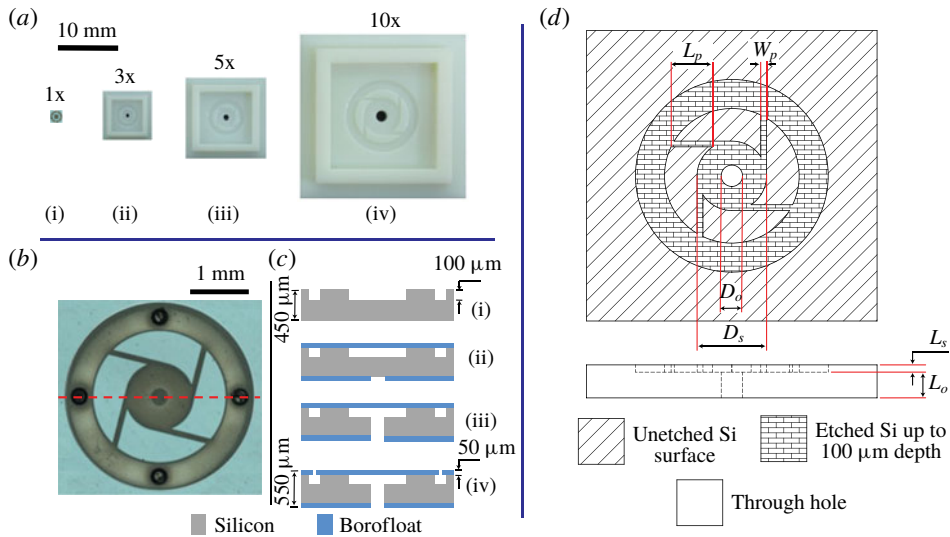 (a)
10 mm
1x
3x
5x
10x
(i)
(ii)
(iii)
(iv)
(b)
1 mm
(c)
100 μm
450 μm
(i)
(ii)
(iii)
50 μm
550 μm
(iv)
Silicon
Borofloat
(d)
L_p
W_p
D_o
D_s
L_s
L_o
Unetched Si
surface
Etched Si up to
100 μm depth
Through hole